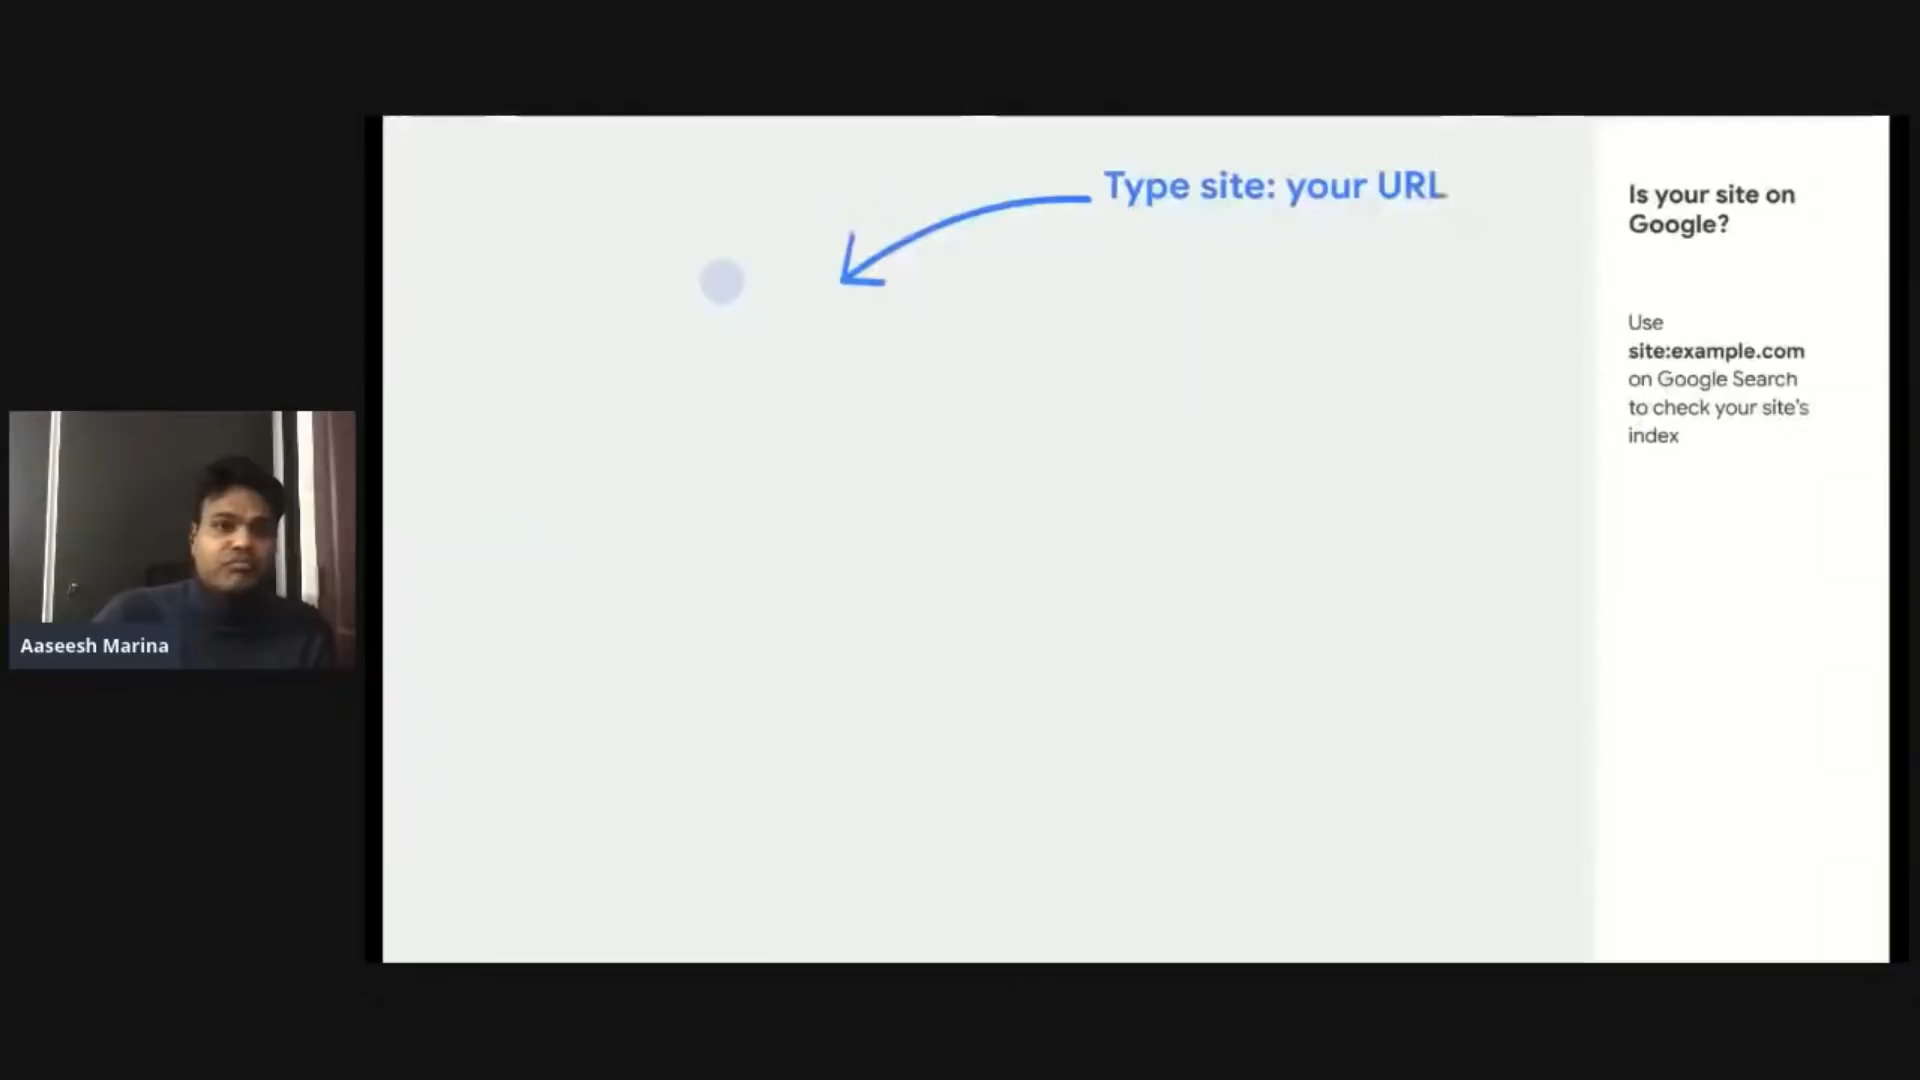 Type site: your URL
Is your site on
Google?
Use
site:example.com
on Google Search
to check your site's
index
Aaseesh Marina